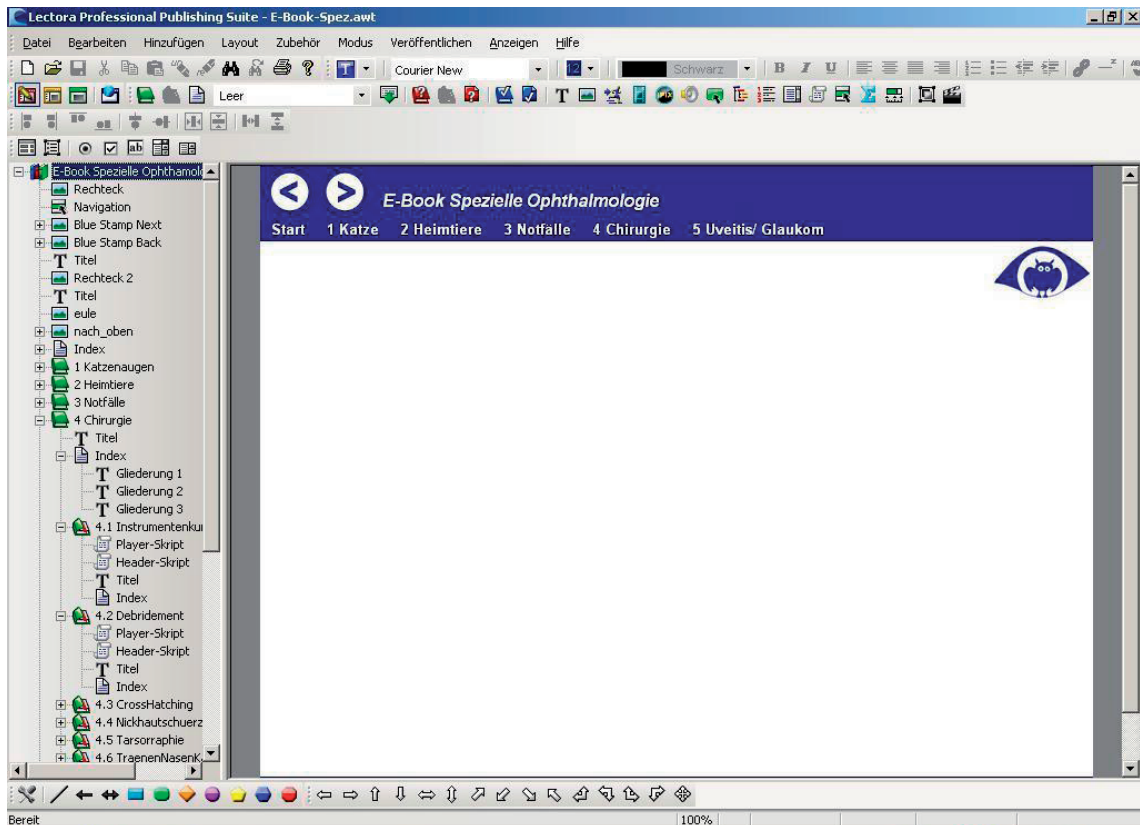 Lectora Professional Publishing Suite - E-Book-Spez.awt
Datei Bearbeiten Hinzufügen Layout Zubehör Modus Veröffentlichen Anzeigen Hilfe
Courier New 12 Schwarz B I U
Leer
E-Book Spezielle Ophthamol
Rechteck
Navigation
Blue Stamp Next
Blue Stamp Back
Titel
Rechteck 2
Titel
eule
nach_oben
Index
1 Katzenaugen
2 Heimtiere
3 Notfälle
4 Chirurgie
Titel
Index
Gliederung 1
Gliederung 2
Gliederung 3
4.1 Instrumentenku
Player-Skript
Header-Skript
Titel
Index
4.2 Debridement
Player-Skript
Header-Skript
Titel
Index
4.3 CrossHatching
4.4 Nickhautschuerz
4.5 Tarsorraphie
4.6 TraenenNasenK
E-Book Spezielle Ophthalmologie
Start 1 Katze 2 Heimtiere 3 Notfälle 4 Chirurgie 5 Uveitis/ Glaukom
Bereit 100%